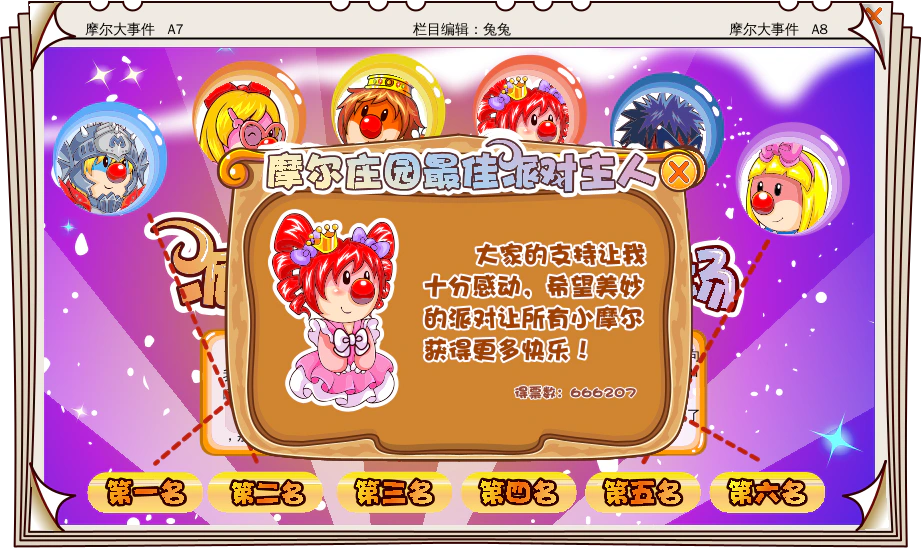 摩尔大事件 A7
栏目编辑：兔兔
摩尔大事件 A8
摩尔庄园最佳派对主人
大家的支持让我
十分感动，希望美妙
的派对让所有小摩尔
获得更多快乐！
得票数：666207
第一名
第二名
第三名
第四名
第五名
第六名